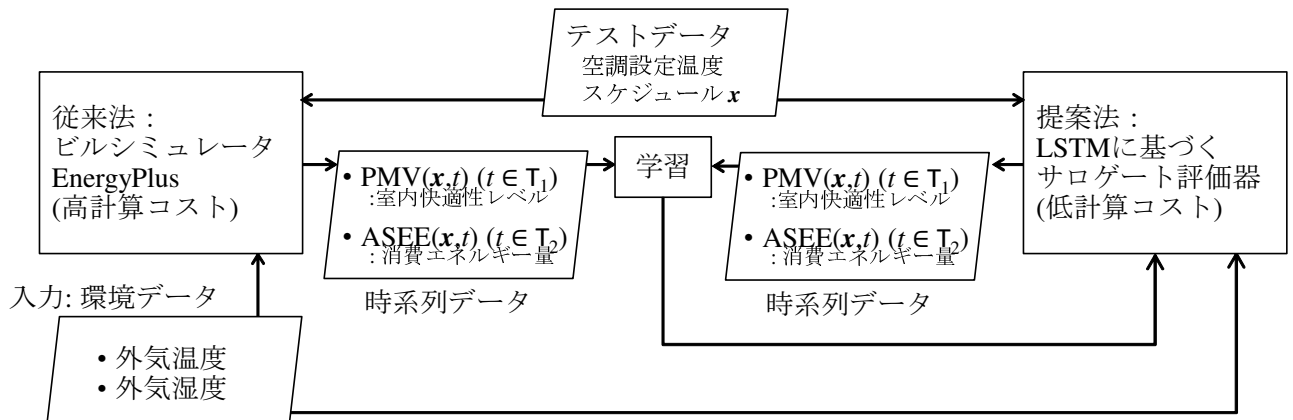 テストデータ
空調設定温度
スケジュール x
従来法：
ビルシミュレータ
EnergyPlus
(高計算コスト)
• PMV(x,t) (t ∈ T₁)
:室内快適性レベル
• ASEE(x,t) (t ∈ T₂)
: 消費エネルギー量
時系列データ
学習
• PMV(x,t) (t ∈ T₁)
:室内快適性レベル
• ASEE(x,t) (t ∈ T₂)
: 消費エネルギー量
時系列データ
提案法：
LSTMに基づく
サロゲート評価器
(低計算コスト)
入力: 環境データ
• 外気温度
• 外気湿度